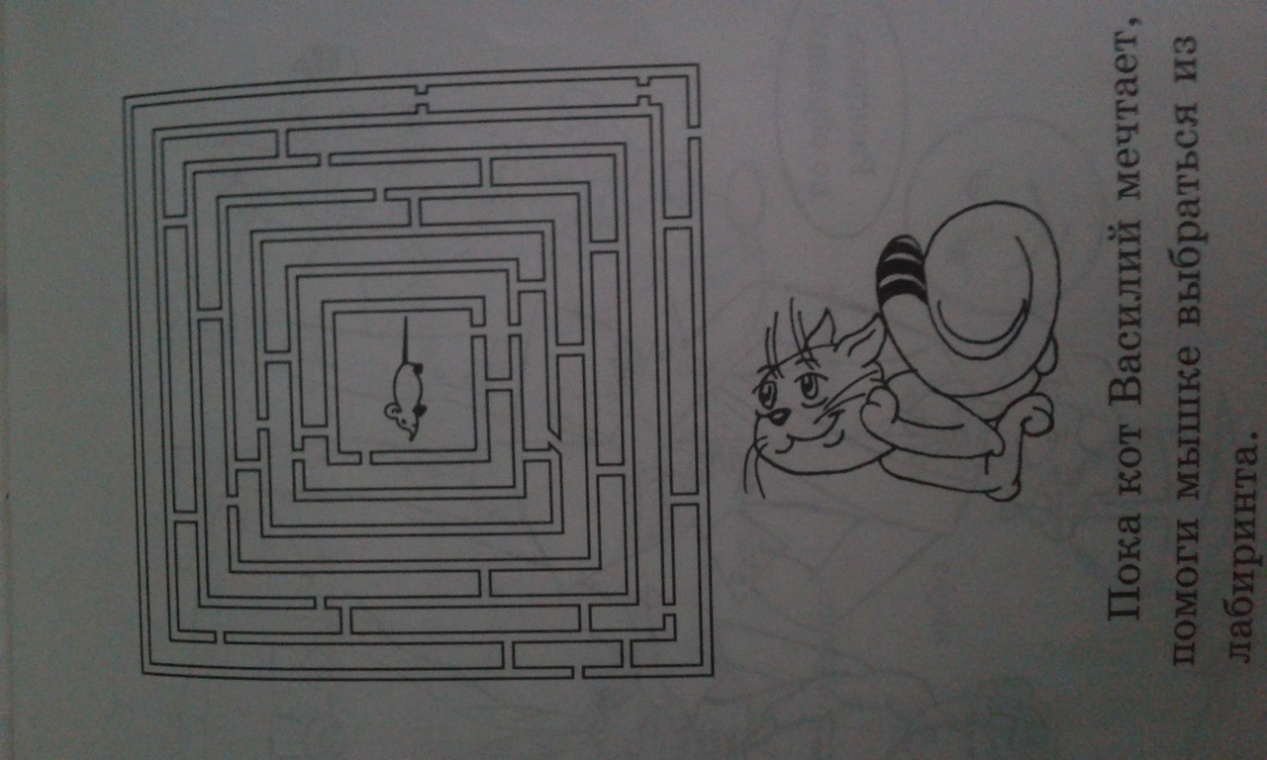 Пока кот Василий мечтает,
помоги мышке выбраться из
лабиринта.